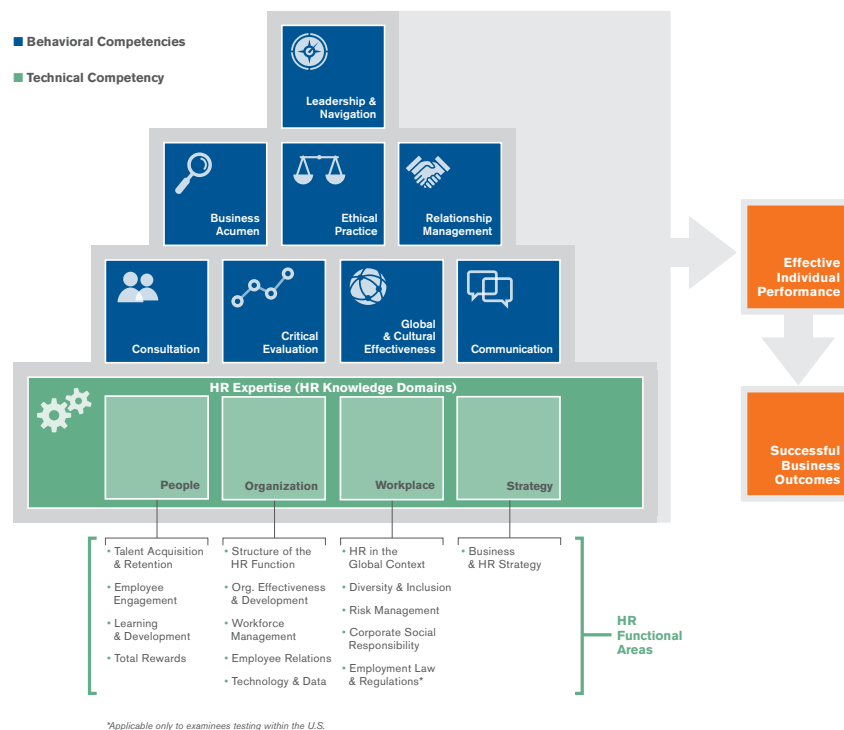 Behavioral Competencies
Technical Competency
Leadership &
Navigation
Business
Acumen
Ethical
Practice
Relationship
Management
Consultation
Critical
Evaluation
Global
& Cultural
Effectiveness
Communication
Effective
Individual
Performance
Successful
Business
Outcomes
HR Expertise (HR Knowledge Domains)
People
Organization
Workplace
Strategy
• Talent Acquisition
& Retention
• Employee
Engagement
• Learning
& Development
• Total Rewards
• Structure of the
HR Function
• Org. Effectiveness
& Development
• Workforce
Management
• Employee Relations
• Technology & Data
• HR in the
Global Context
• Diversity & Inclusion
• Risk Management
• Corporate Social
Responsibility
• Employment Law
& Regulations*
• Business
& HR Strategy
HR
Functional
Areas
*Applicable only to examinees testing within the U.S.